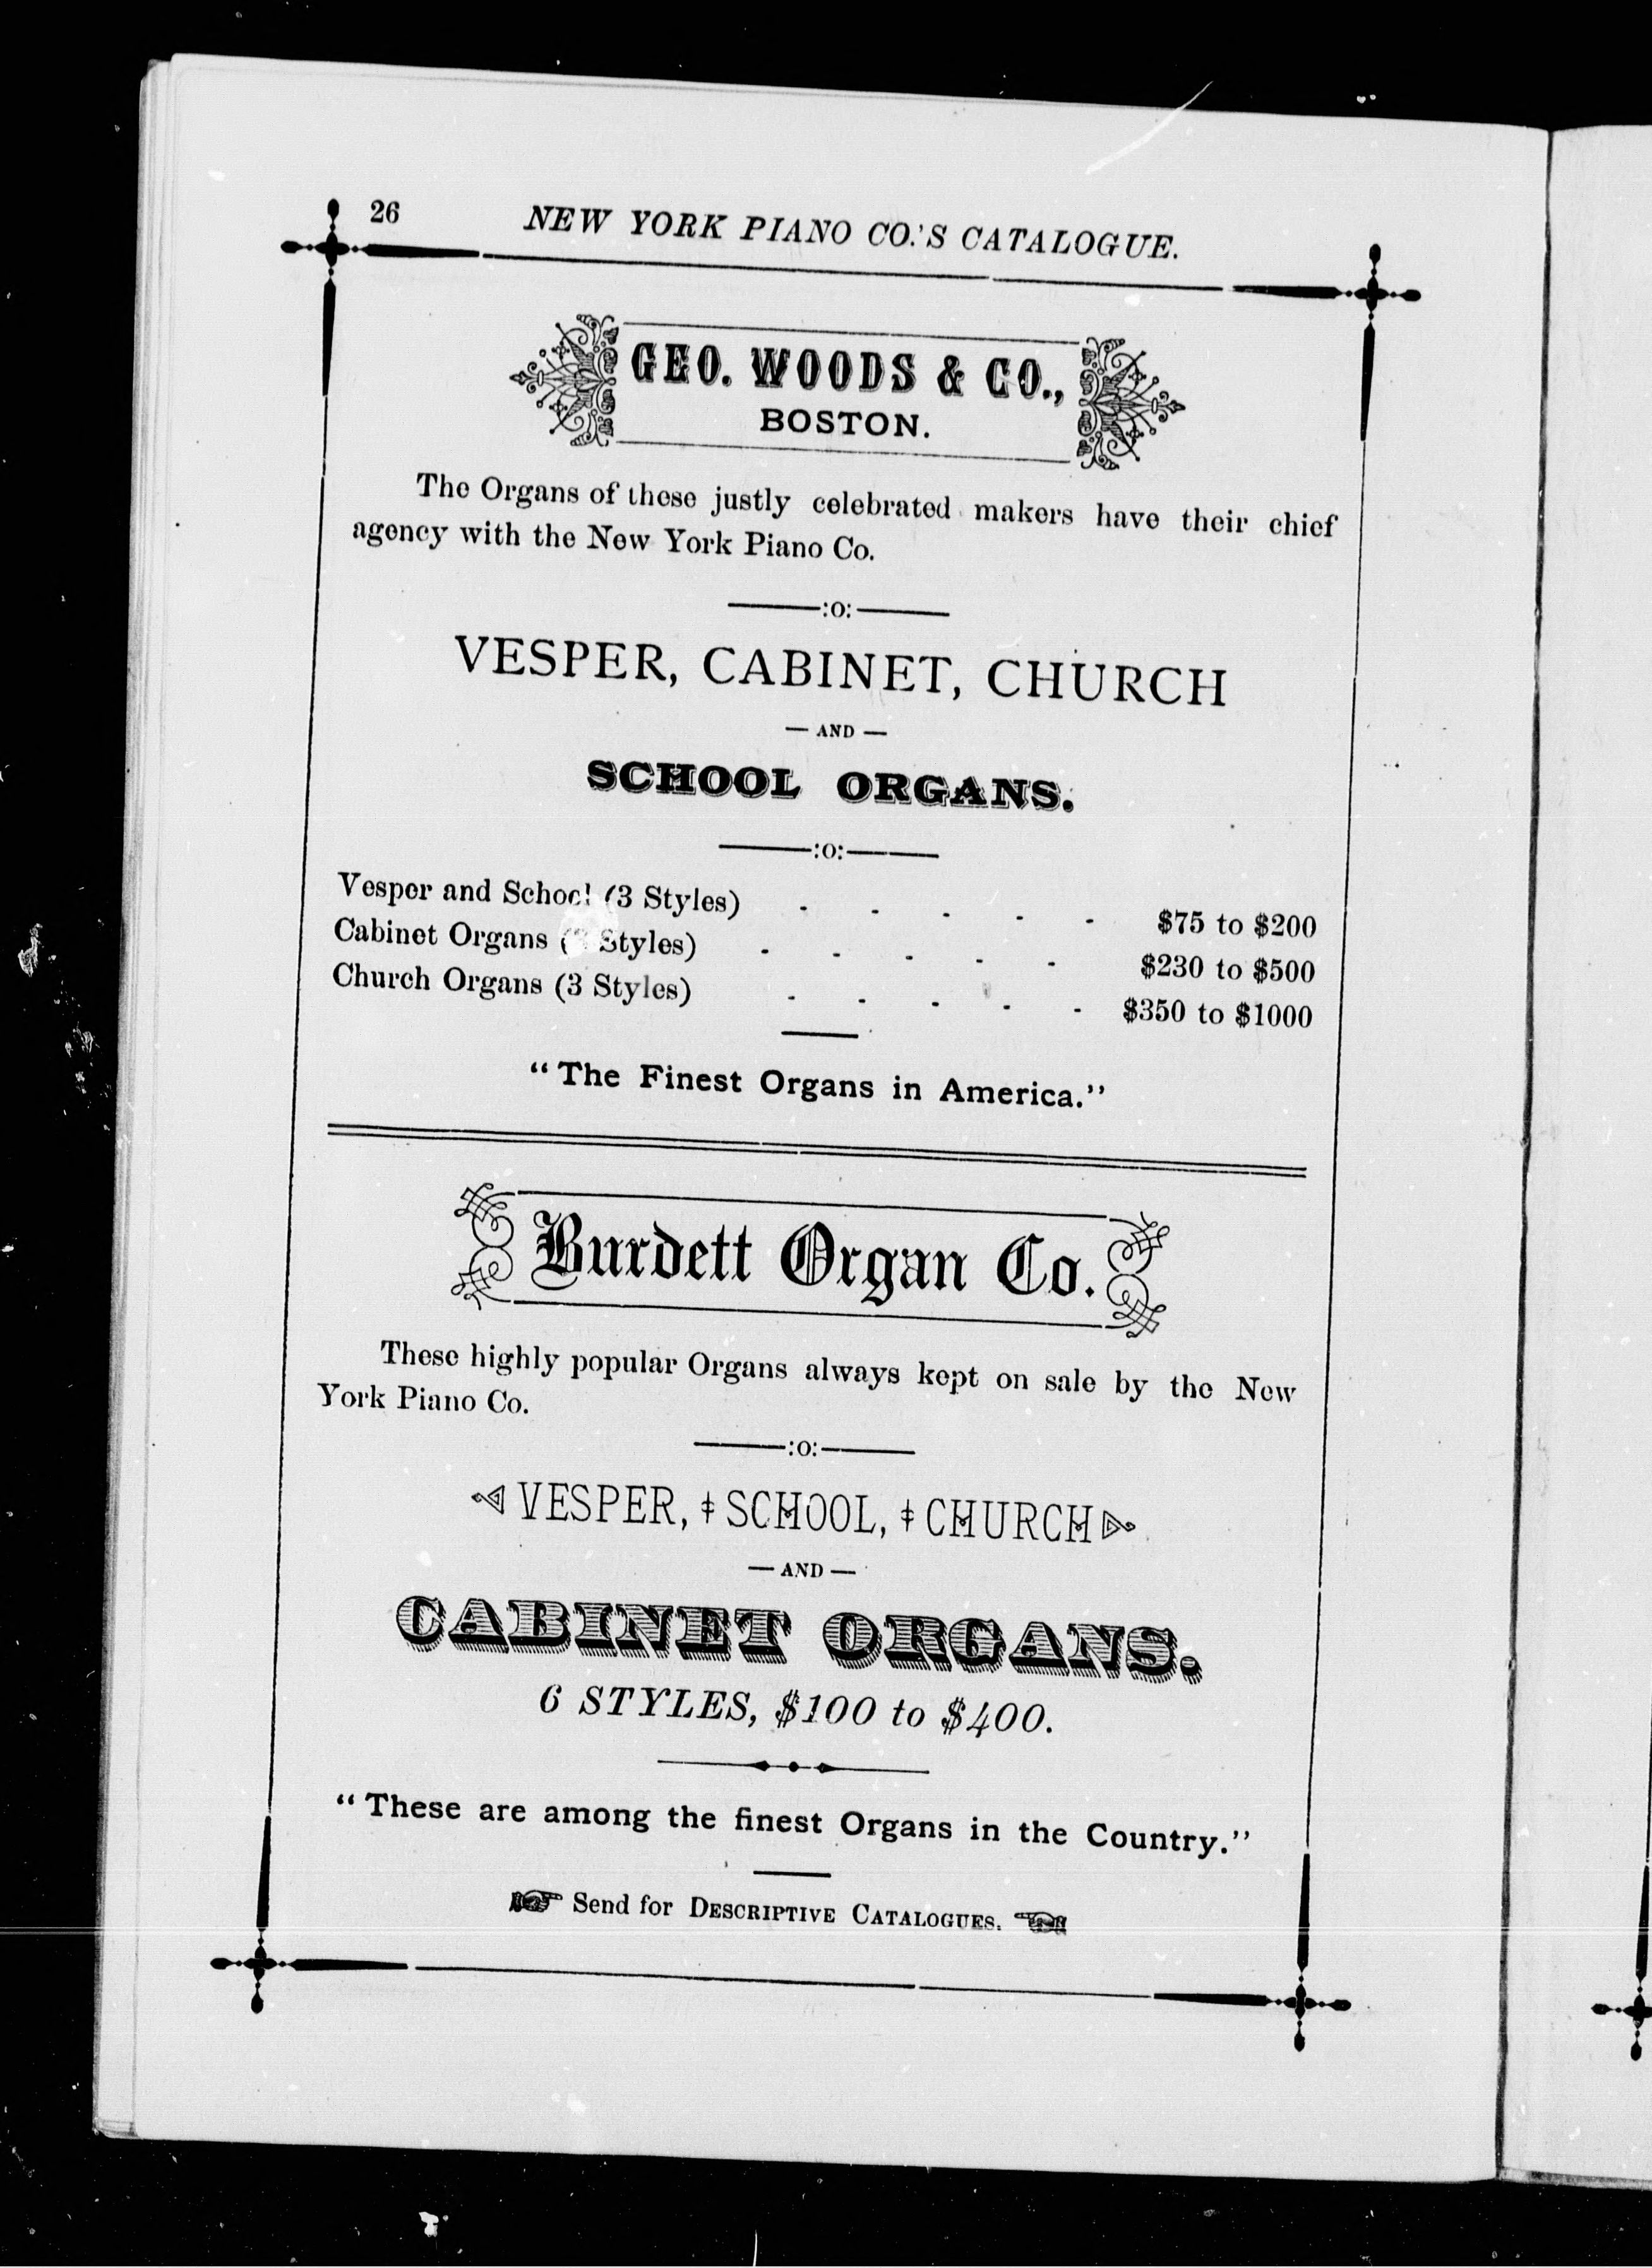 26
NEW YORK PIANO CO.'S CATALOGUE.
GEO. WOODS & CO.,
BOSTON.
The Organs of these justly celebrated makers have their chief
agency with the New York Piano Co.
:o:
VESPER, CABINET, CHURCH
— AND —
SCHOOL ORGANS.
:o:
Vesper and School (3 Styles) - - - - - $75 to $200
Cabinet Organs ( Styles) - - - - - $230 to $500
Church Organs (3 Styles) - - - - - $350 to $1000
"The Finest Organs in America."
Burdett Organ Co.
These highly popular Organs always kept on sale by the New
York Piano Co.
:o:
VESPER, ‡ SCHOOL, ‡ CHURCH
— AND —
CABINET ORGANS.
6 STYLES, $100 to $400.
"These are among the finest Organs in the Country."
☞ Send for DESCRIPTIVE CATALOGUES. ☜